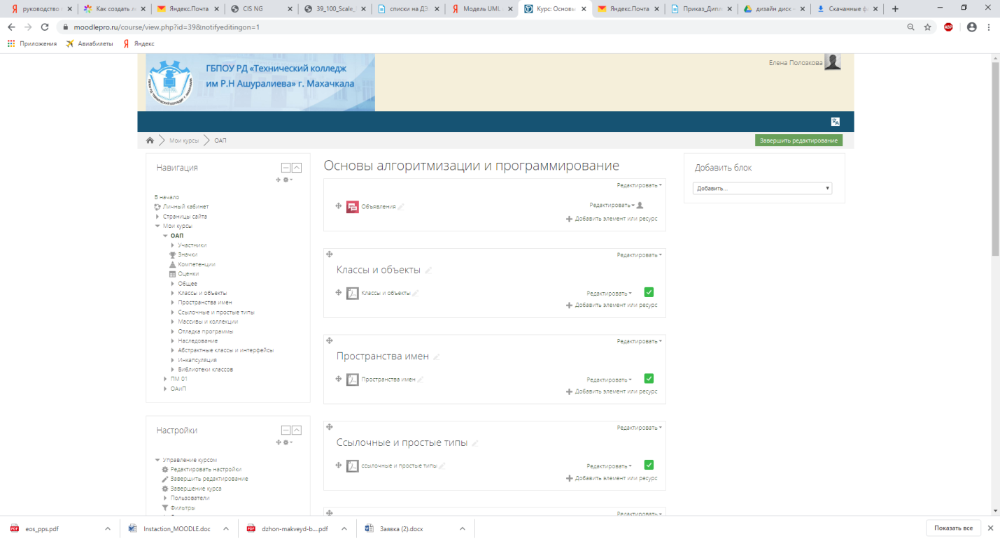 руководство п
Как создать ле
Яндекс.Почта
CIS NG
39_100_Scale_
списки на ДЭ
Модель UML
Курс: Основы
Яндекс.Почта
Приказ_Дипл
дизайн диск –
Скачанные ф
moodlepro.ru/course/view.php?id=39&notifyeditingon=1
ABP
Приложения Авиабилеты Яндекс
ГБПОУ РД «Технический колледж
им Р.Н Ашуралиева» г. Махачкала
Елена Полозкова
Мои курсы ОАП
Завершить редактирование
Навигация
В начало
Личный кабинет
Страницы сайта
Мои курсы
ОАП
Участники
Значки
Компетенции
Оценки
Общее
Классы и объекты
Пространства имен
Ссылочные и простые типы
Массивы и коллекции
Отладка программы
Наследование
Абстрактные классы и интерфейсы
Инкапсуляция
Библиотеки классов
ПМ 01
ОАиП
Настройки
Управление курсом
Редактировать настройки
Завершить редактирование
Завершение курса
Пользователи
Фильтры
Основы алгоритмизации и программирование
Редактировать
Объявления
Редактировать
Добавить элемент или ресурс
Редактировать
Классы и объекты
Классы и объекты
Редактировать
Добавить элемент или ресурс
Редактировать
Пространства имен
Пространства имен
Редактировать
Добавить элемент или ресурс
Редактировать
Ссылочные и простые типы
ссылочные и простые типы
Редактировать
Добавить элемент или ресурс
Редактировать
Добавить блок
Добавить...
eos_pps.pdf
Instaction_MOODLE.doc
dzhon-makveyd-b....pdf
Заявка (2).docx
Показать все